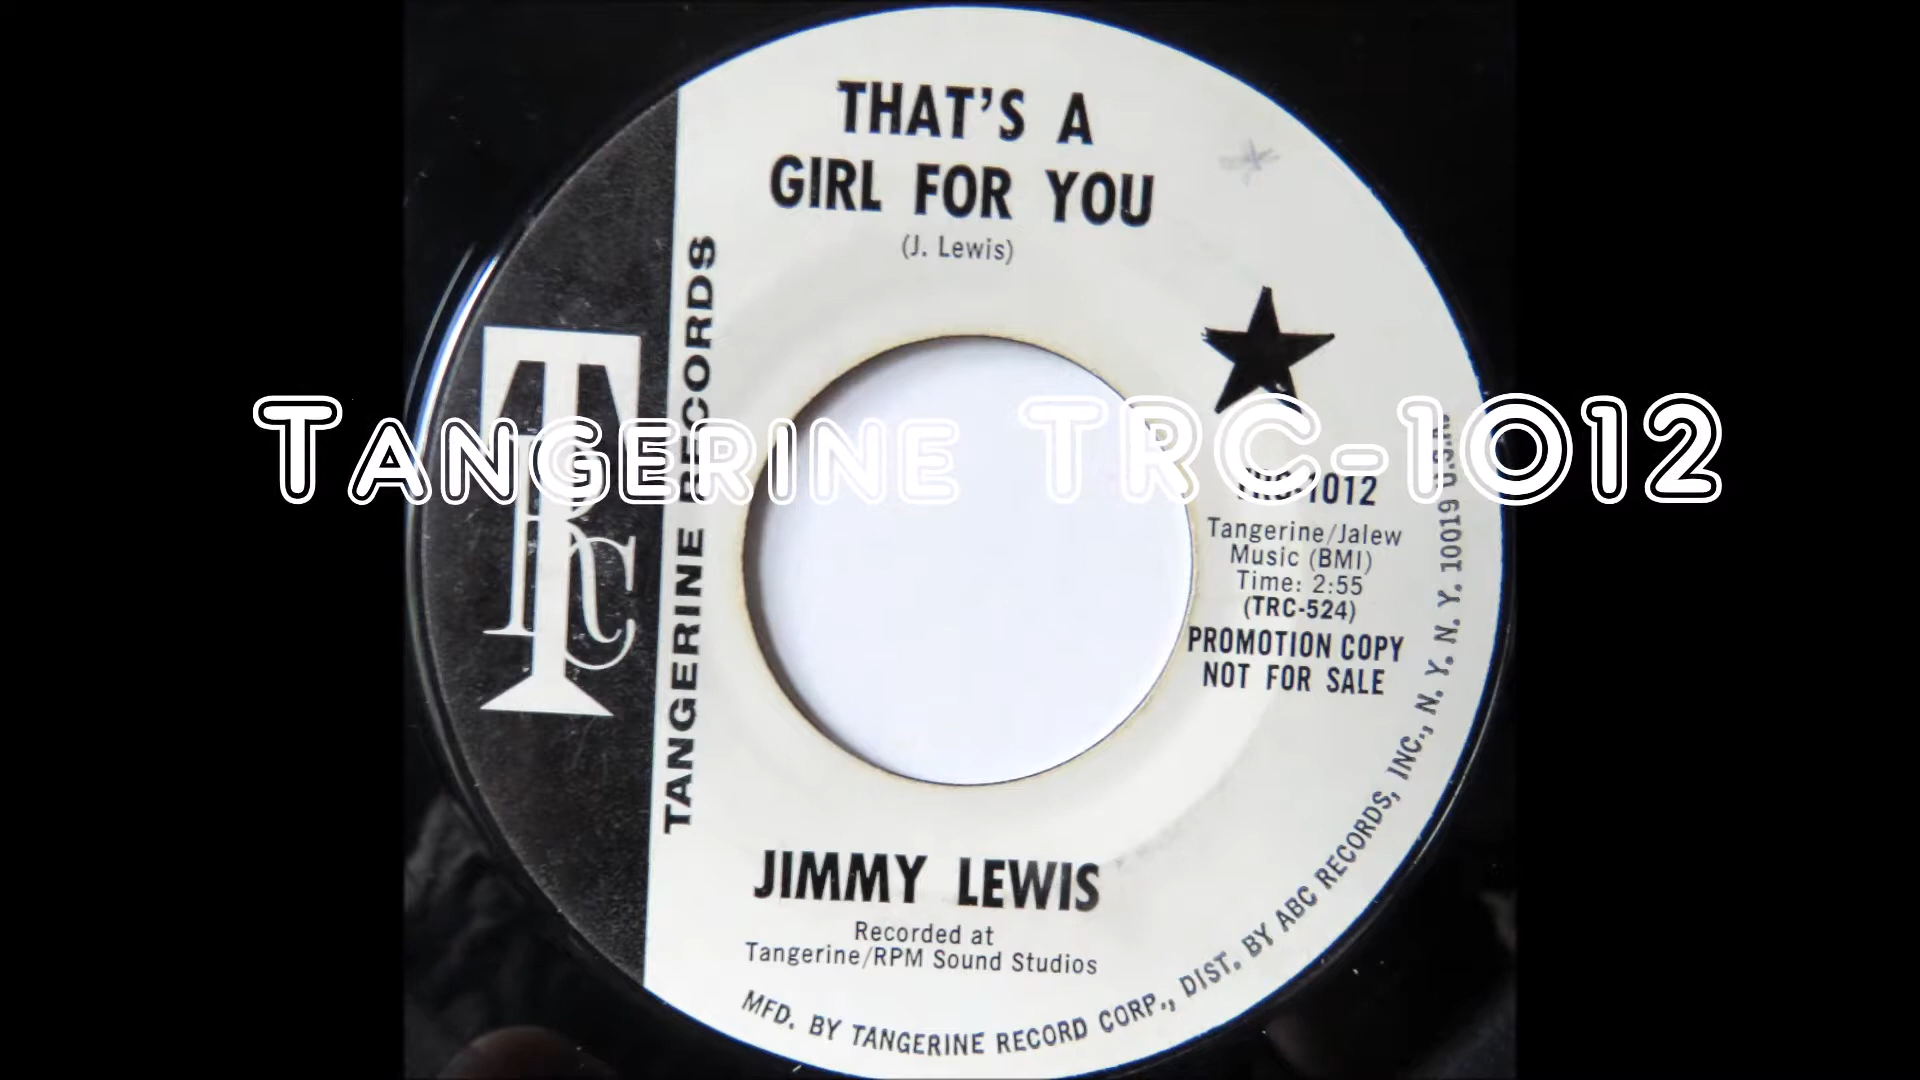 THAT'S A
GIRL FOR YOU
(J. Lewis)
TRC
TANGERINE RECORDS
Tangerine TRC-1012
TRC-1012
Tangerine/Jalew
Music (BMI)
Time: 2:55
(TRC-524)
PROMOTION COPY
NOT FOR SALE
JIMMY LEWIS
Recorded at
Tangerine/RPM Sound Studios
MFD. BY TANGERINE RECORD CORP., DIST. BY ABC RECORDS, INC., N. Y., N. Y. 10019 U.S.A.